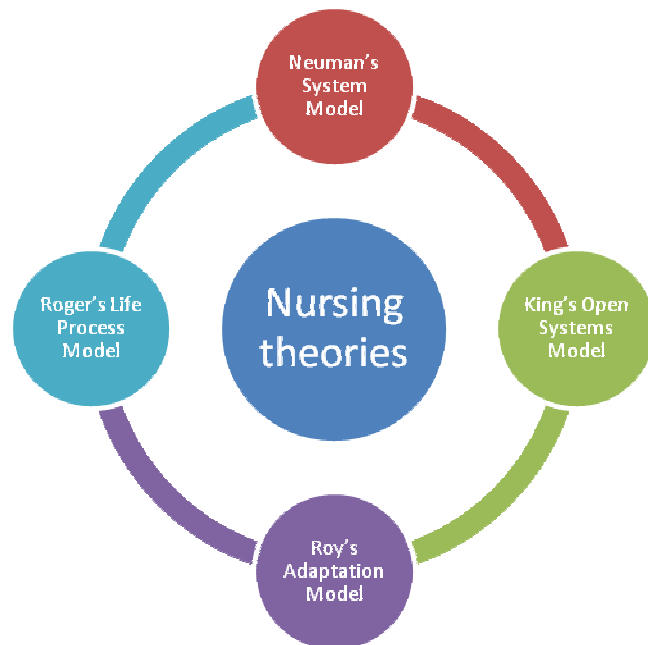 Neuman's
System
Model
King's Open
Systems
Model
Roy's
Adaptation
Model
Roger's Life
Process
Model
Nursing
theories